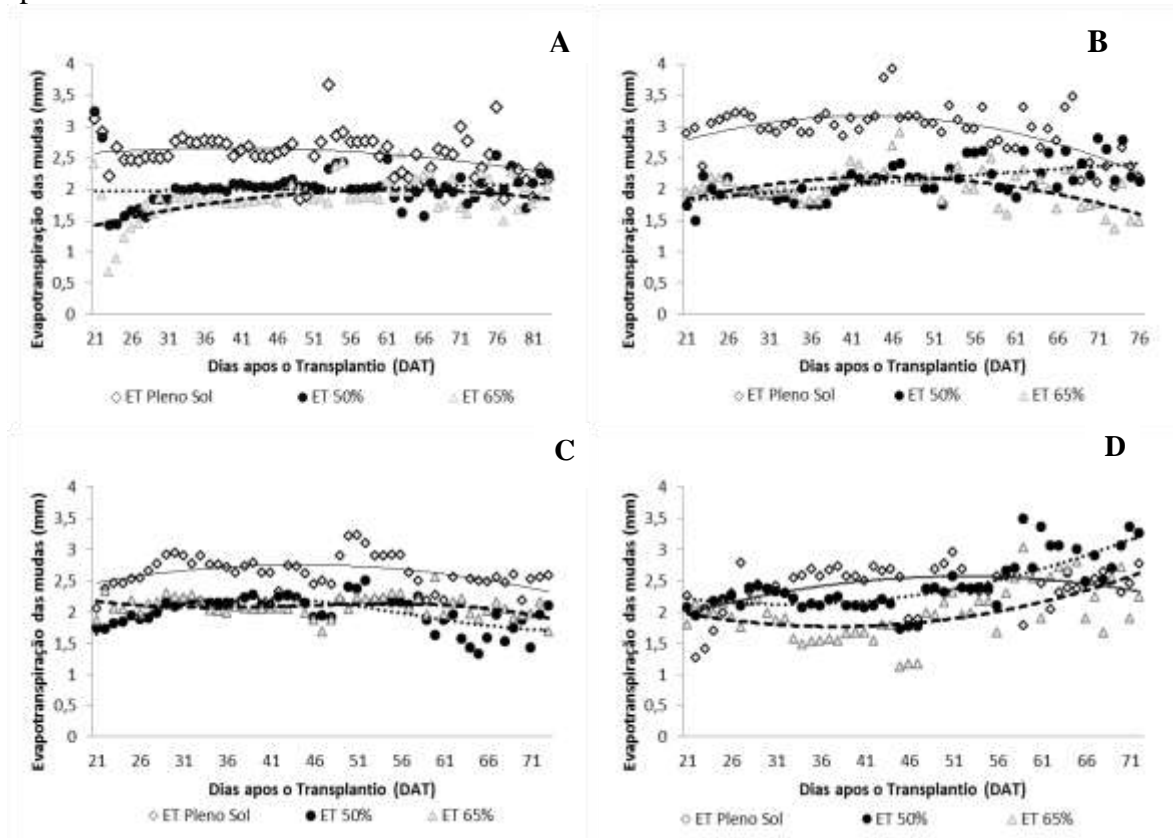 A
Evapotranspiração das mudas (mm)
4
3,5
3
2,5
2
1,5
1
0,5
0
21 26 31 36 41 46 51 56 61 66 71 76 81
Dias apos o Transplantio (DAT)
ET Pleno Sol ET 50% ET 65%
B
Evapotranspiração das mudas (mm)
4
3,5
3
2,5
2
1,5
1
0,5
0
21 26 31 36 41 46 51 56 61 66 71 76
Dias apos o Transplantio (DAT)
ET Pleno Sol ET 50% ET 65%
C
Evapotranspiração das mudas (mm)
4
3,5
3
2,5
2
1,5
1
0,5
0
21 26 31 36 41 46 51 56 61 66 71
Dias apos o Transplantio (DAT)
ET Pleno Sol ET 50% ET 65%
D
Evapotranspiração das mudas (mm)
4
3,5
3
2,5
2
1,5
1
0,5
0
21 26 31 36 41 46 51 56 61 66 71
Dias apos o Transplantio (DAT)
ET Pleno Sol ET 50% ET 65%